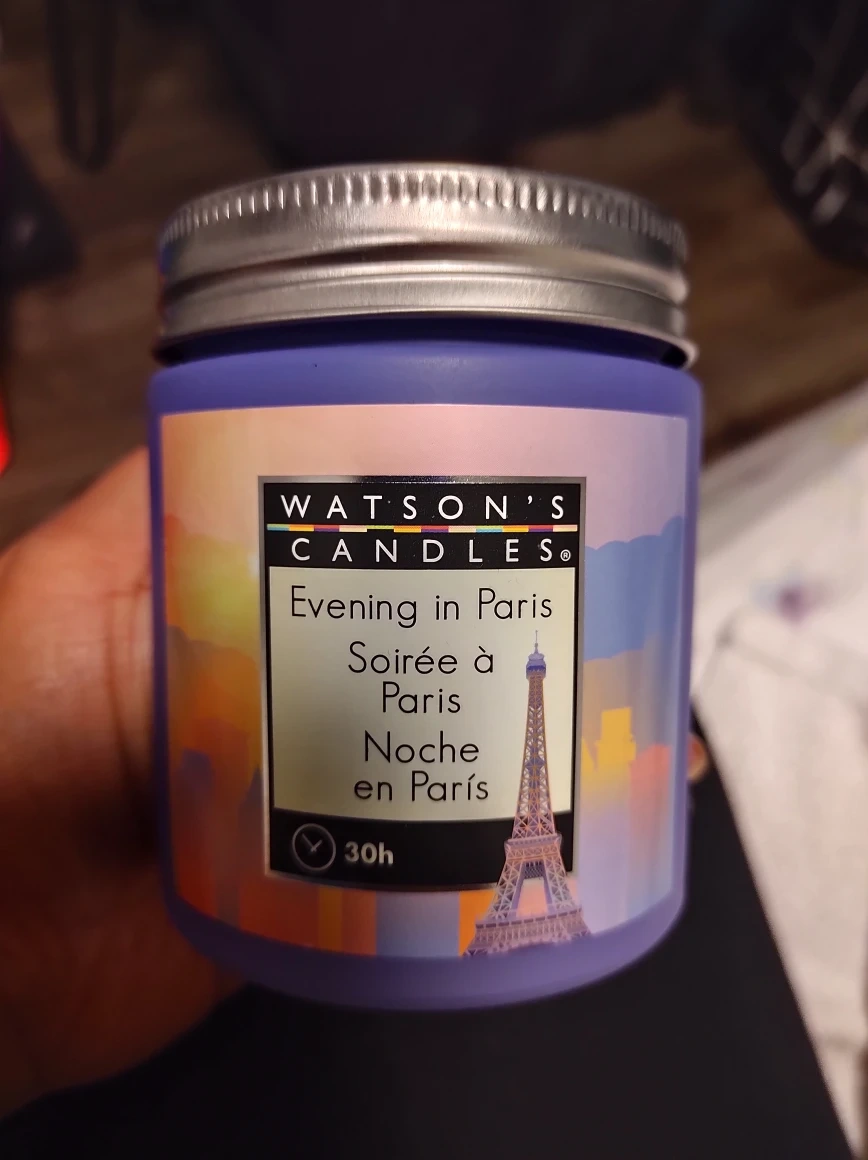 WATSON'S
CANDLES®
Evening in Paris
Soirée à
Paris
Noche
en París
30h